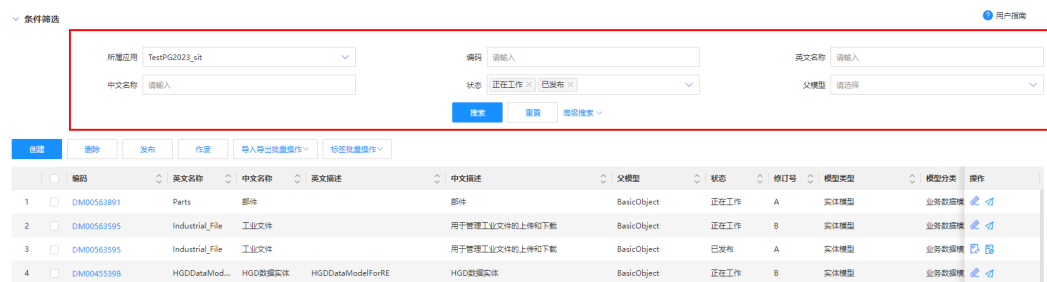 条件筛选 用户指南
所属应用 TestPG2023_sit 编码 请输入 英文名称 请输入
中文名称 请输入 状态 正在工作 × 已发布 × 父模型 请选择
搜索 重置 高级搜索
创建 删除 发布 作废 导入导出批量操作 标签批量操作
编码 英文名称 中文名称 英文描述 中文描述 父模型 状态 修订号 模型类型 模型分类 操作
1 DM00563891 Parts 部件 部件 BasicObject 正在工作 A 实体模型 业务数据模
2 DM00563595 Industrial_File 工业文件 用于管理工业文件的上传和下载 BasicObject 正在工作 B 实体模型 业务数据模
3 DM00563595 Industrial_File 工业文件 用于管理工业文件的上传和下载 BasicObject 已发布 A 实体模型 业务数据模
4 DM00455398 HGDDataMod... HGD数据实体 HGDDataModelForRE HGD数据实体 BasicObject 正在工作 B 实体模型 业务数据模